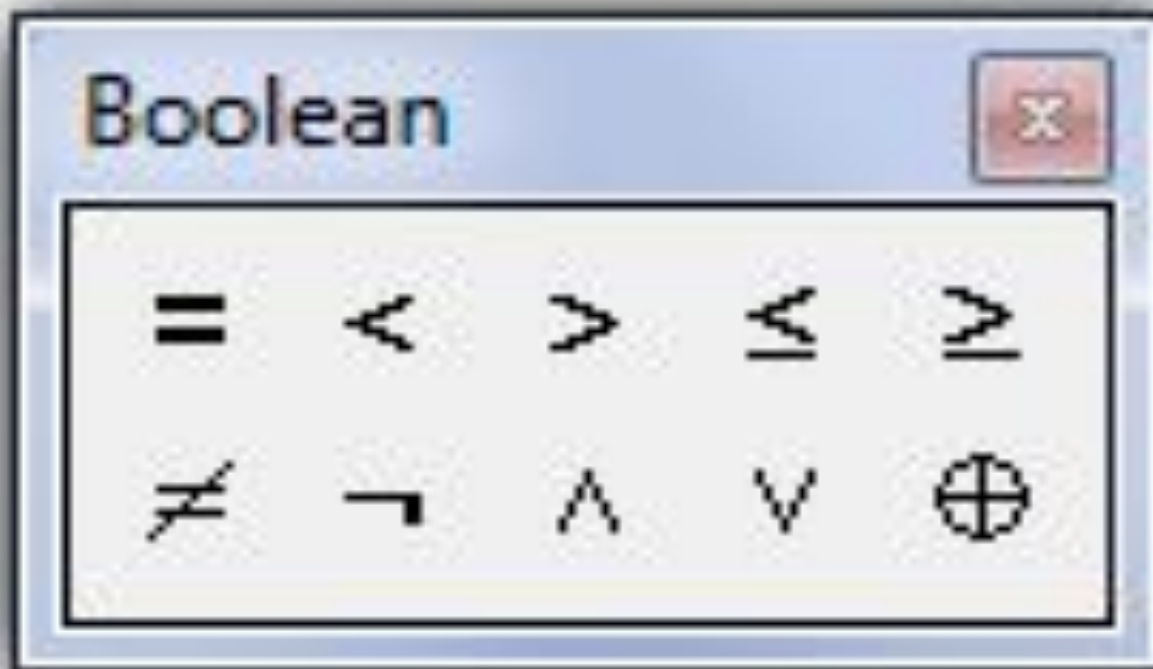 Boolean
= < > ≤ ≥
≠ ¬ ∧ ∨ ⊕